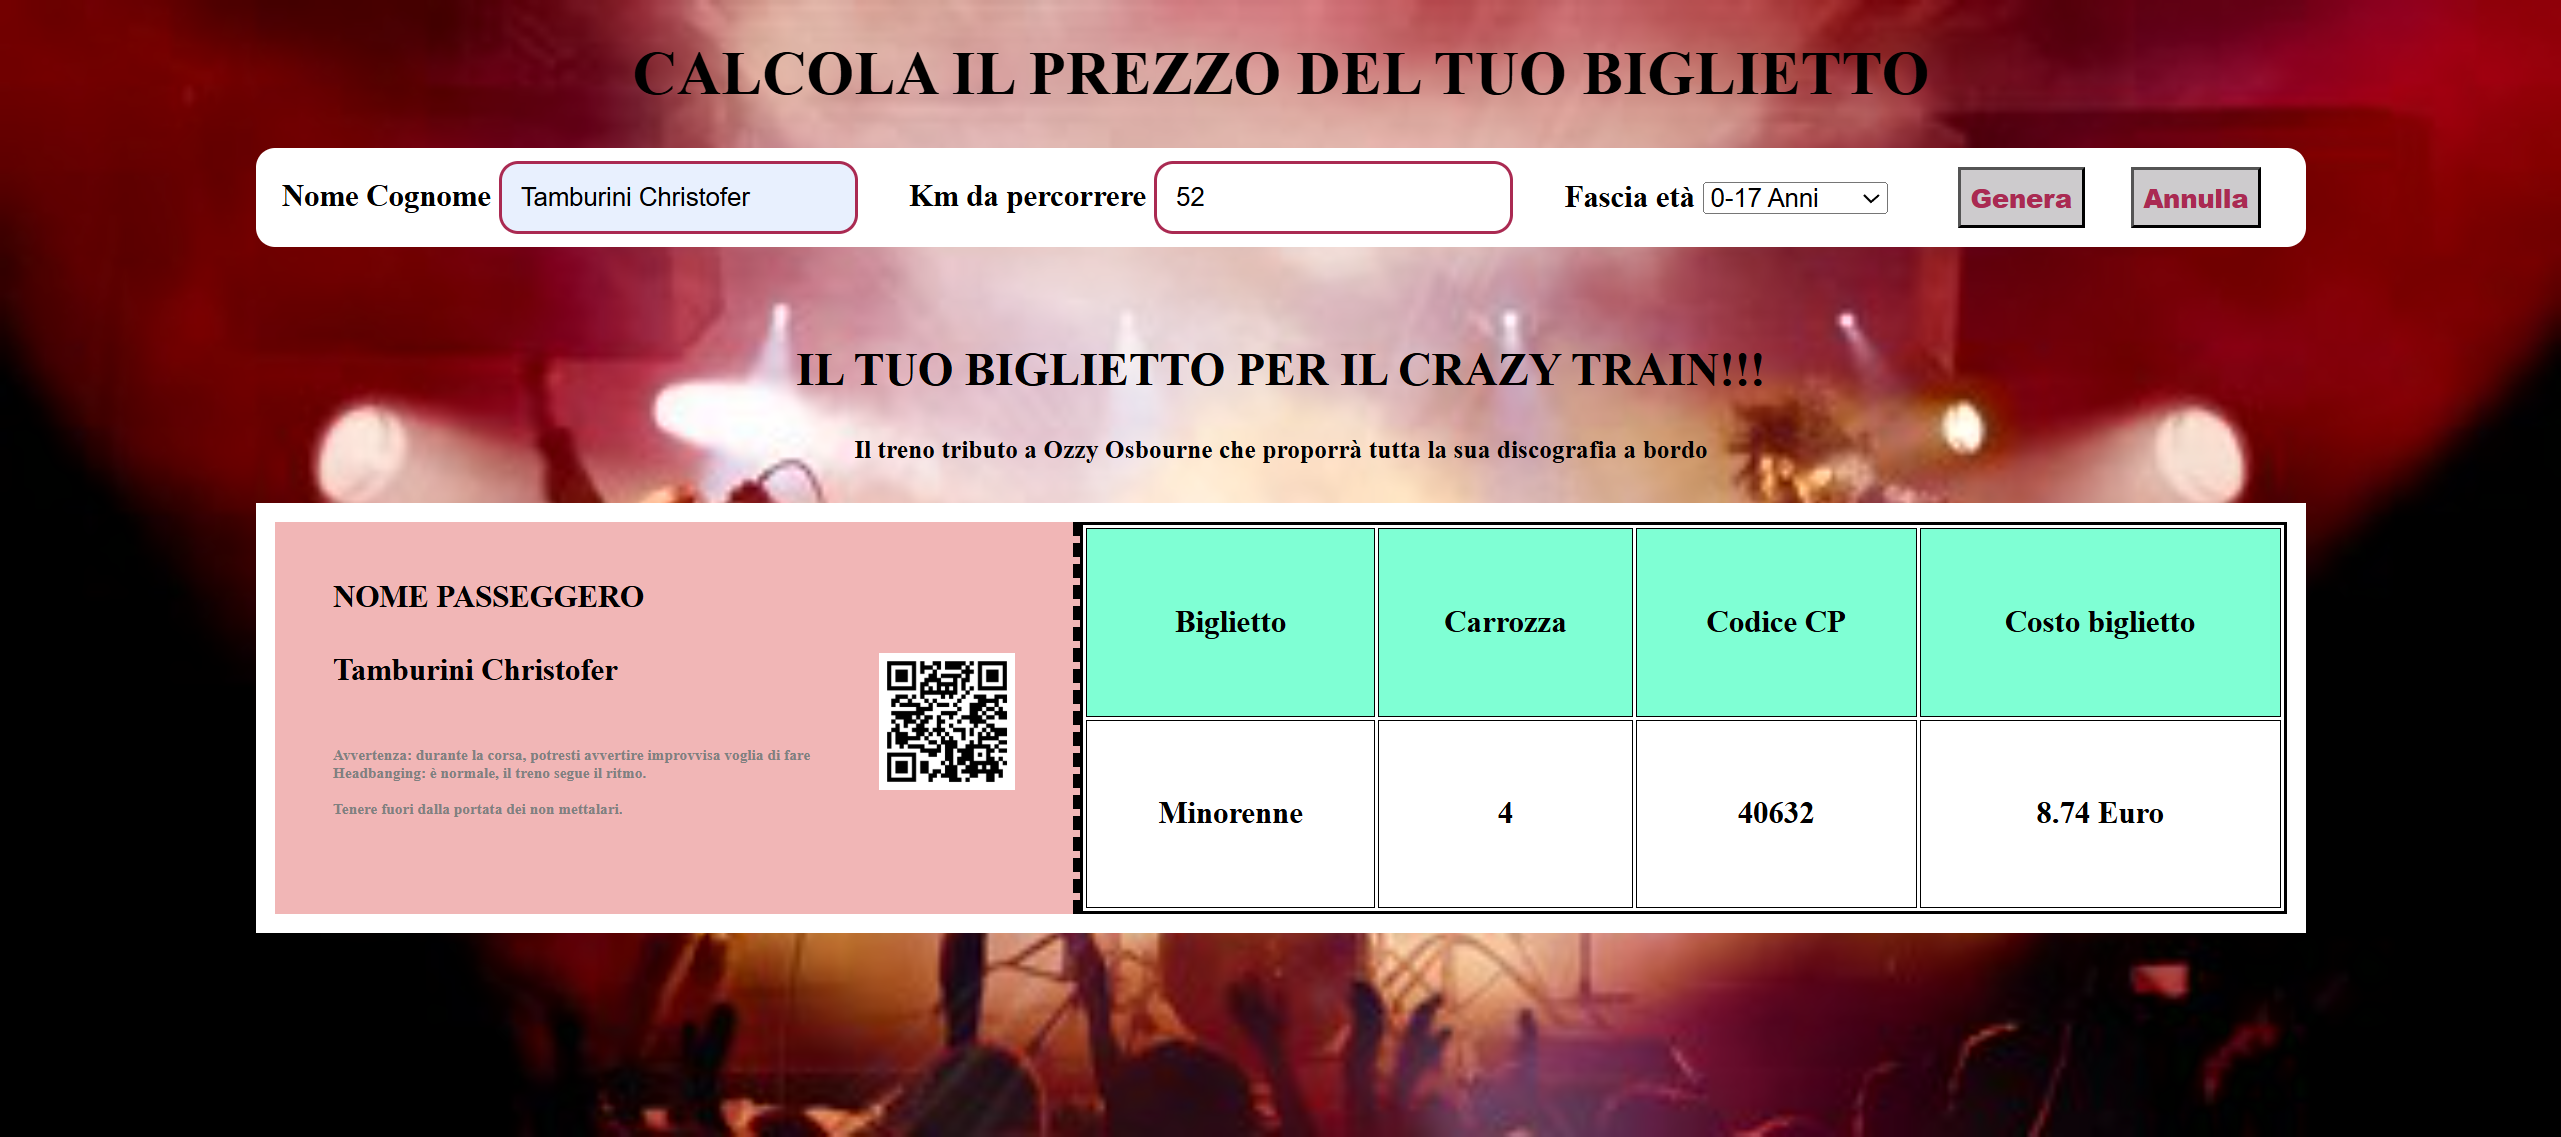 CALCOLA IL PREZZO DEL TUO BIGLIETTO
Nome Cognome Tamburini Christofer Km da percorrere 52 Fascia età 0-17 Anni Genera Annulla
IL TUO BIGLIETTO PER IL CRAZY TRAIN!!!
Il treno tributo a Ozzy Osbourne che proporrà tutta la sua discografia a bordo
NOME PASSEGGERO
Tamburini Christofer
Avvertenza: durante la corsa, potresti avvertire improvvisa voglia di fare
Headbanging: è normale, il treno segue il ritmo.
Tenere fuori dalla portata dei non mettalari.
Biglietto Carrozza Codice CP Costo biglietto
Minorenne 4 40632 8.74 Euro